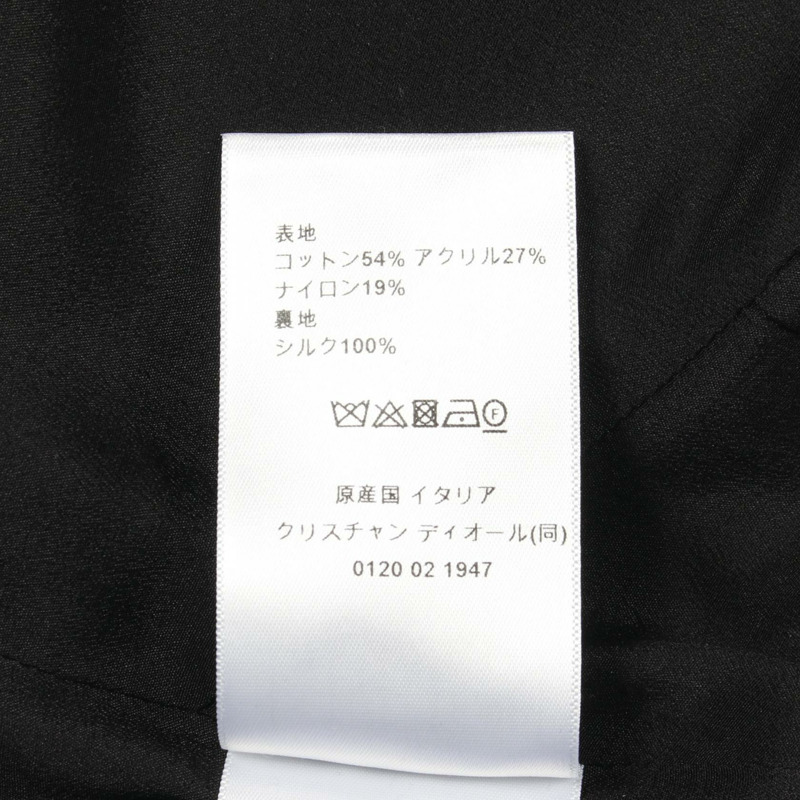 表地
コットン54% アクリル27%
ナイロン19%
裏地
シルク100%
F
原産国 イタリア
クリスチャン ディオール(同)
0120 02 1947